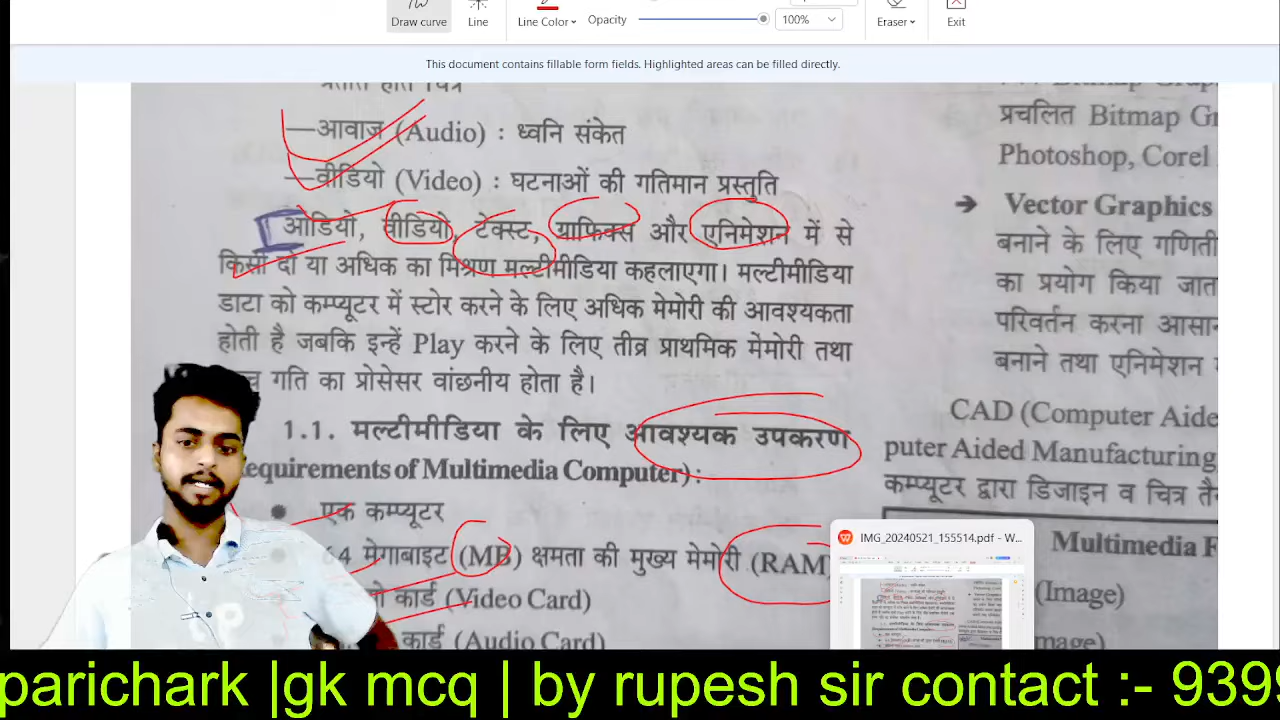 Draw curve
Line
Line Color
Opacity
100%
Eraser
Exit
This document contains fillable form fields. Highlighted areas can be filled directly.
—आवाज (Audio) : ध्वनि संकेत
—वीडियो (Video) : घटनाओं की गतिमान प्रस्तुति
ऑडियो, वीडियो, टेक्स्ट, ग्राफिक्स और एनिमेशन में से
किसी दो या अधिक का मिश्रण मल्टीमीडिया कहलाएगा। मल्टीमीडिया
डाटा को कम्प्यूटर में स्टोर करने के लिए अधिक मेमोरी की आवश्यकता
होती है जबकि इन्हें Play करने के लिए तीव्र प्राथमिक मेंमोरी तथा
गति का प्रोसेसर वांछनीय होता है।
1.1. मल्टीमीडिया के लिए आवश्यक उपकरण
equirements of Multimedia Computer) :
• एक कम्प्यूटर
4 मेगाबाइट (MB) क्षमता की मुख्य मेमोरी (RAM)
कार्ड (Video Card)
कार्ड (Audio Card)
प्रचलित Bitmap Gr
Photoshop, Corel
➔ Vector Graphics
बनाने के लिए गणिती
का प्रयोग किया जात
परिवर्तन करना आसान
बनाने तथा एनिमेशन
CAD (Computer Aide
puter Aided Manufacturing
कम्प्यूटर द्वारा डिजाइन व चित्र तै
Multimedia F
(Image)
mage)
IMG_20240521_155514.pdf - W...
parichark |gk mcq | by rupesh sir contact :- 939